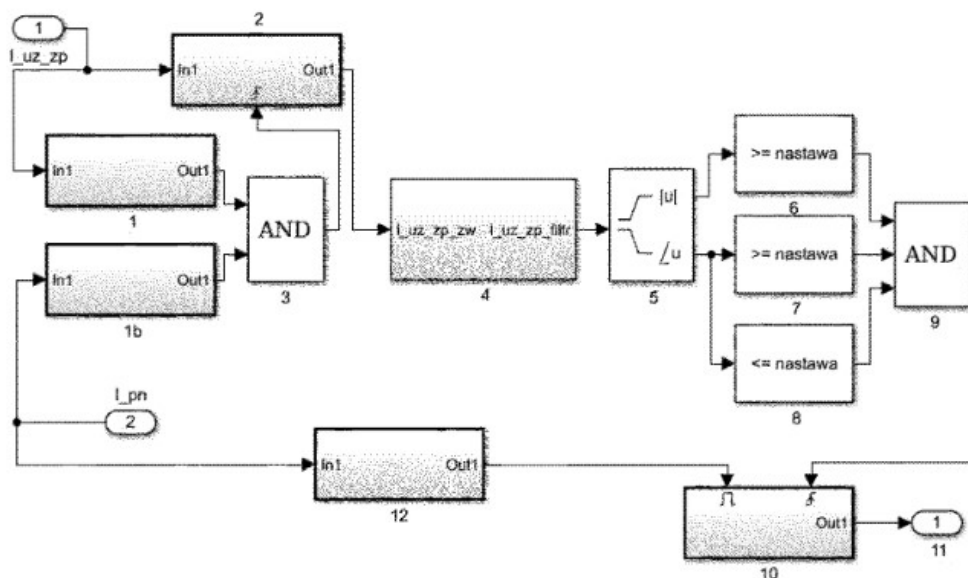 1
I_uz_zp
2
In1
Out1
In1
Out1
1
AND
3
In1
Out1
1b
I_pn
2
I_uz_zp_zw
I_uz_zp_filtr
4
|u|
∠u
5
>= nastawa
6
>= nastawa
7
<= nastawa
8
AND
9
In1
Out1
12
Out1
10
1
11